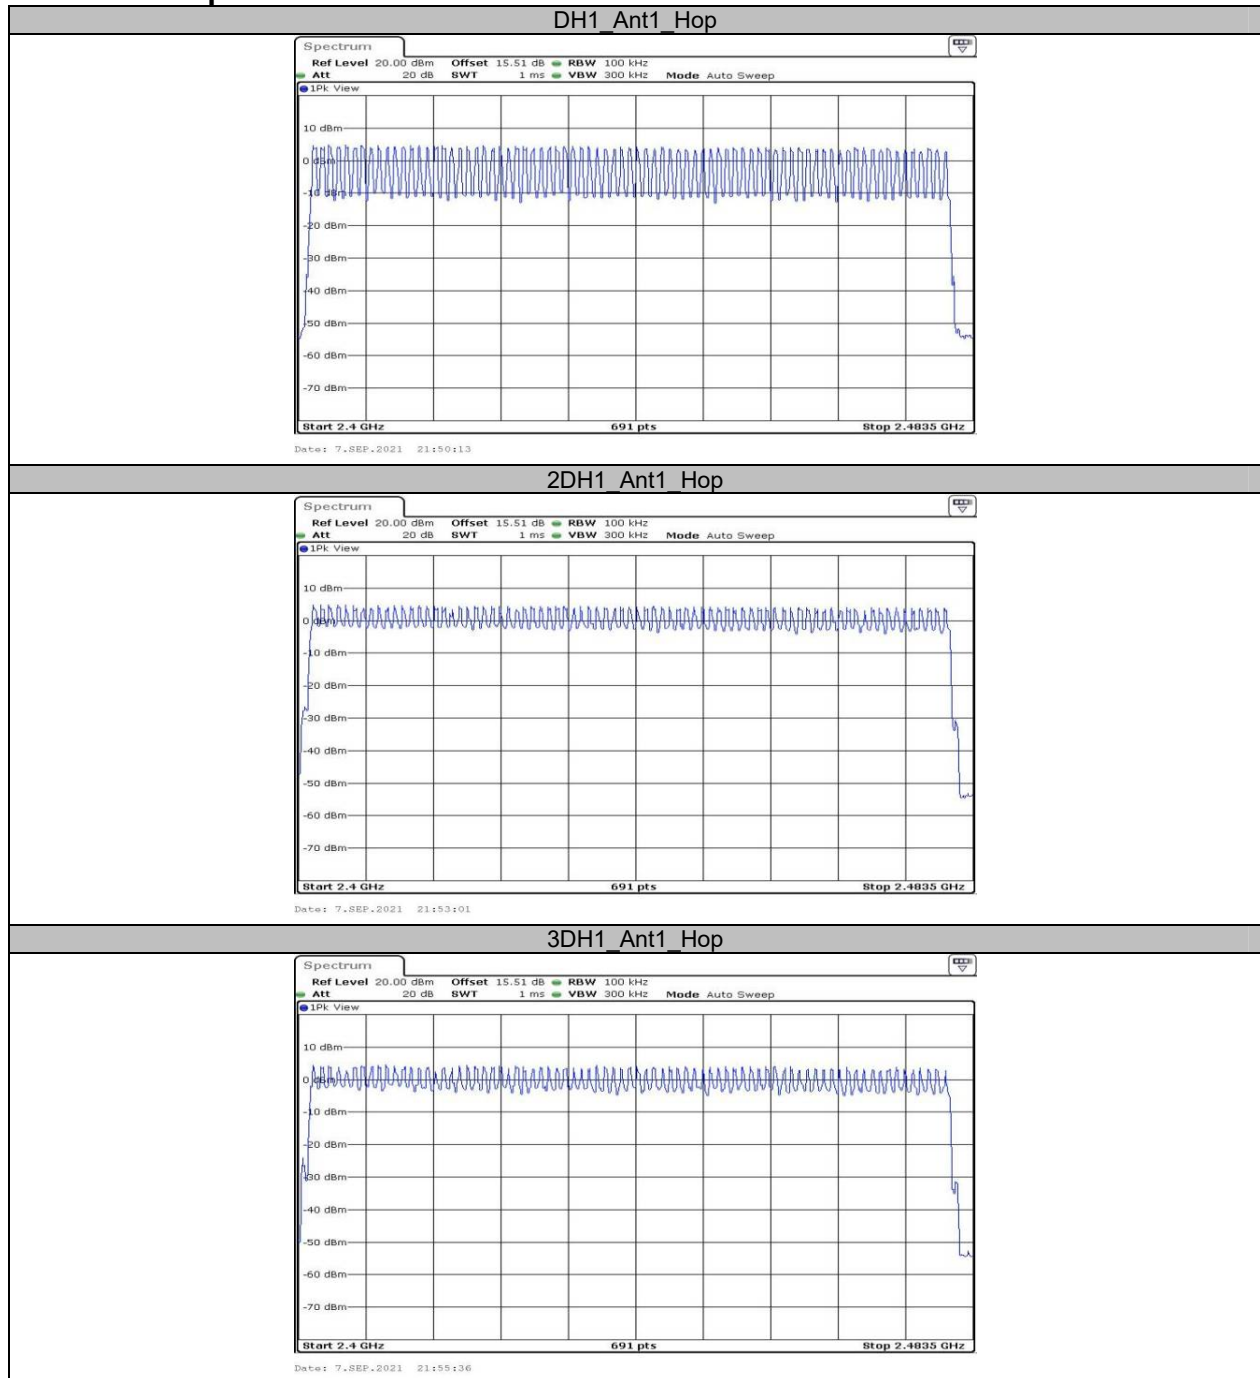 DH1_Ant1_Hop
Spectrum
Ref Level 20.00 dBm Offset 15.51 dB RBW 100 kHz
Att 20 dB SWT 1 ms VBW 300 kHz Mode Auto Sweep
1Pk View
10 dBm
0 dBm
-10 dBm
-20 dBm
-30 dBm
-40 dBm
-50 dBm
-60 dBm
-70 dBm
Start 2.4 GHz 691 pts Stop 2.4835 GHz
Date: 7.SEP.2021 21:50:13
2DH1_Ant1_Hop
Spectrum
Ref Level 20.00 dBm Offset 15.51 dB RBW 100 kHz
Att 20 dB SWT 1 ms VBW 300 kHz Mode Auto Sweep
1Pk View
10 dBm
0 dBm
-10 dBm
-20 dBm
-30 dBm
-40 dBm
-50 dBm
-60 dBm
-70 dBm
Start 2.4 GHz 691 pts Stop 2.4835 GHz
Date: 7.SEP.2021 21:53:01
3DH1_Ant1_Hop
Spectrum
Ref Level 20.00 dBm Offset 15.51 dB RBW 100 kHz
Att 20 dB SWT 1 ms VBW 300 kHz Mode Auto Sweep
1Pk View
10 dBm
0 dBm
-10 dBm
-20 dBm
-30 dBm
-40 dBm
-50 dBm
-60 dBm
-70 dBm
Start 2.4 GHz 691 pts Stop 2.4835 GHz
Date: 7.SEP.2021 21:55:36